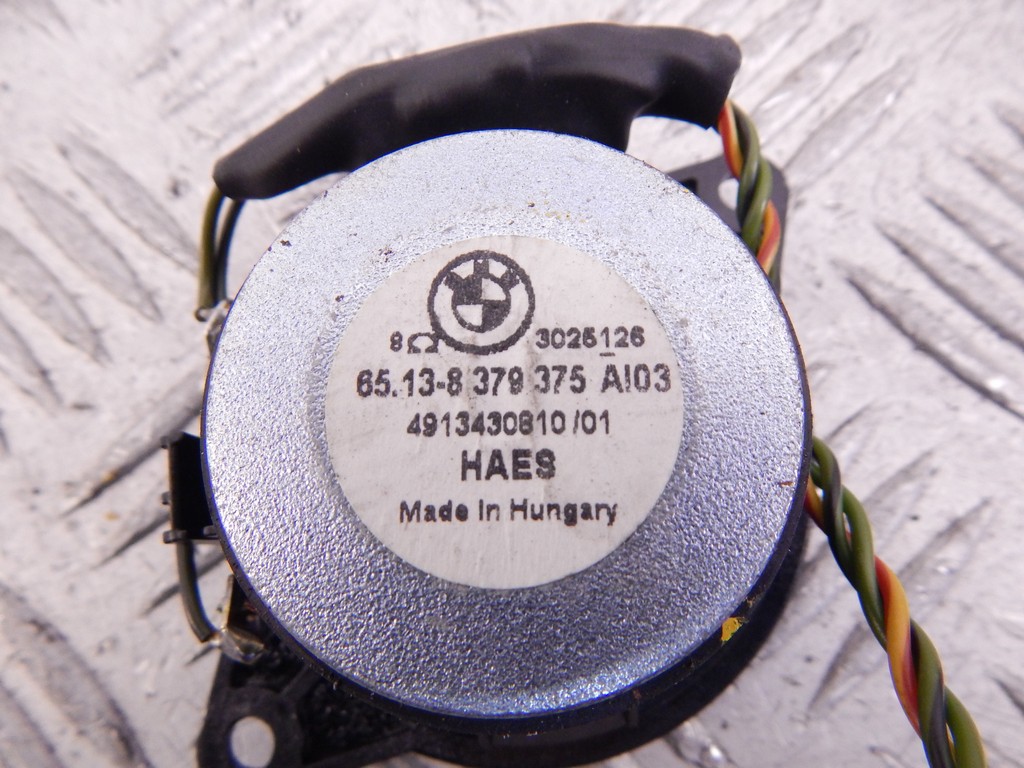 8Ω 3025126
65.13-8 379 375 AI03
4913430810/01
HAES
Made in Hungary